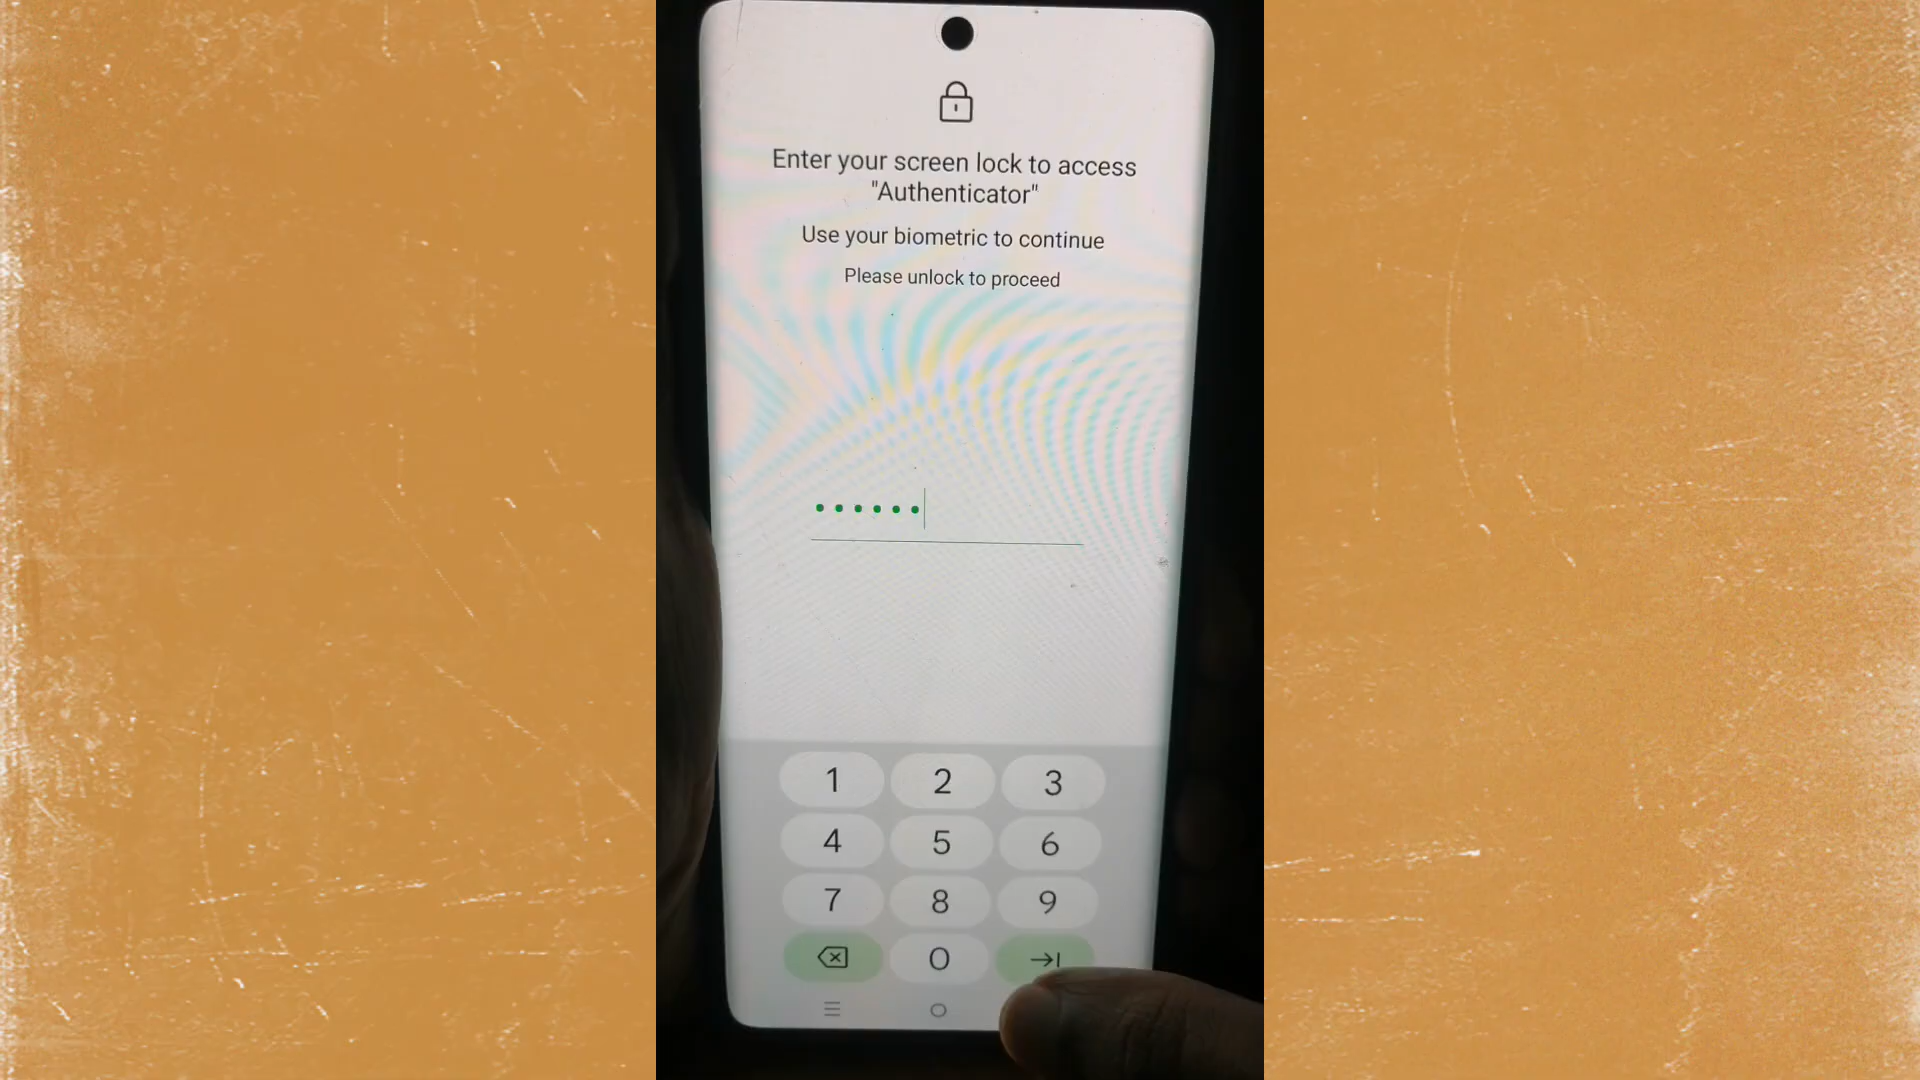 Enter your screen lock to access
"Authenticator"
Use your biometric to continue
Please unlock to proceed
1 2 3
4 5 6
7 8 9
0